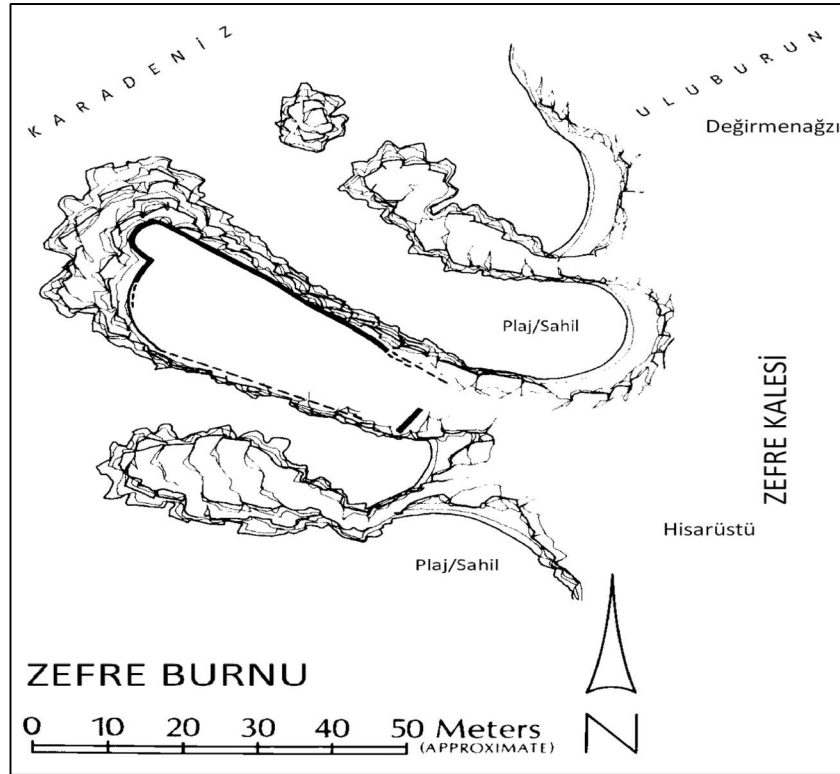 KARADENİZ
ULUBURUN
Değirmenağzı
Plaj/Sahil
ZEFRE KALESİ
Hisarüstü
Plaj/Sahil
ZEFRE BURNU
0 10 20 30 40 50 Meters
(APPROXIMATE)
N